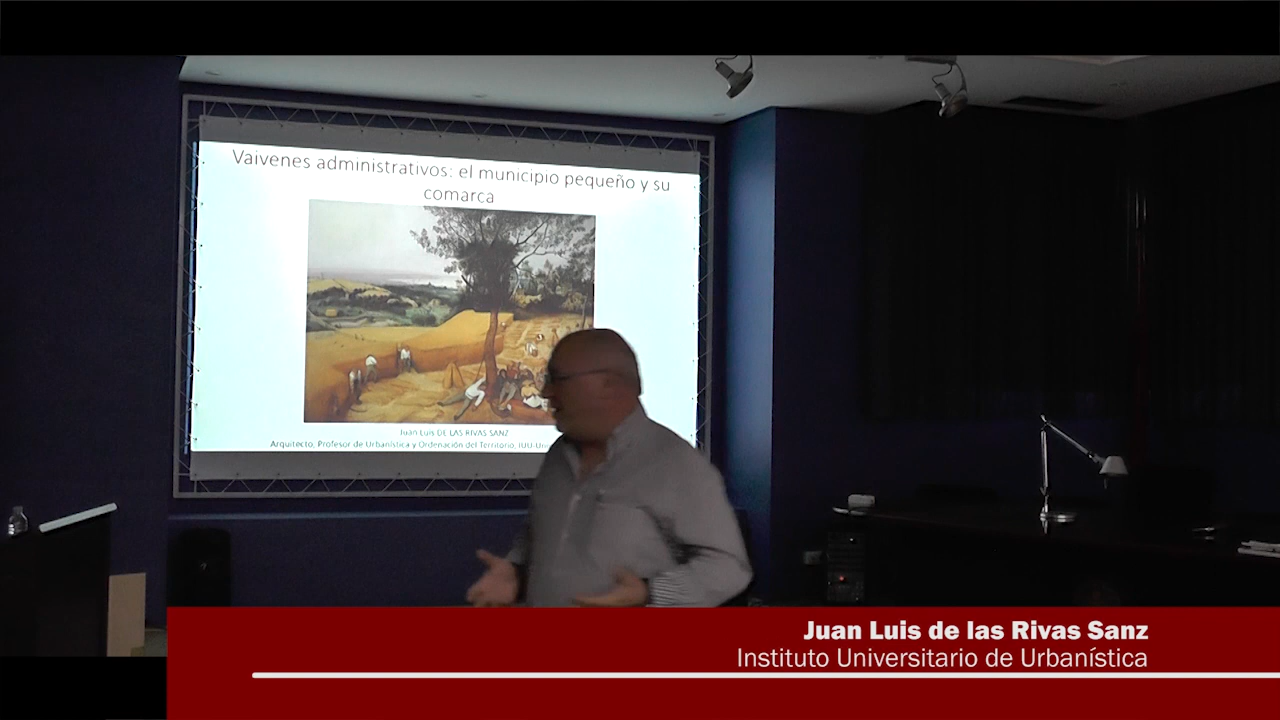 Vaivenes administrativos: el municipio pequeño y su
comarca
Juan Luis DE LAS RIVAS SANZ
Arquitecto, Profesor de Urbanística y Ordenación del Territorio, IUU-
Juan Luis de las Rivas Sanz
Instituto Universitario de Urbanística